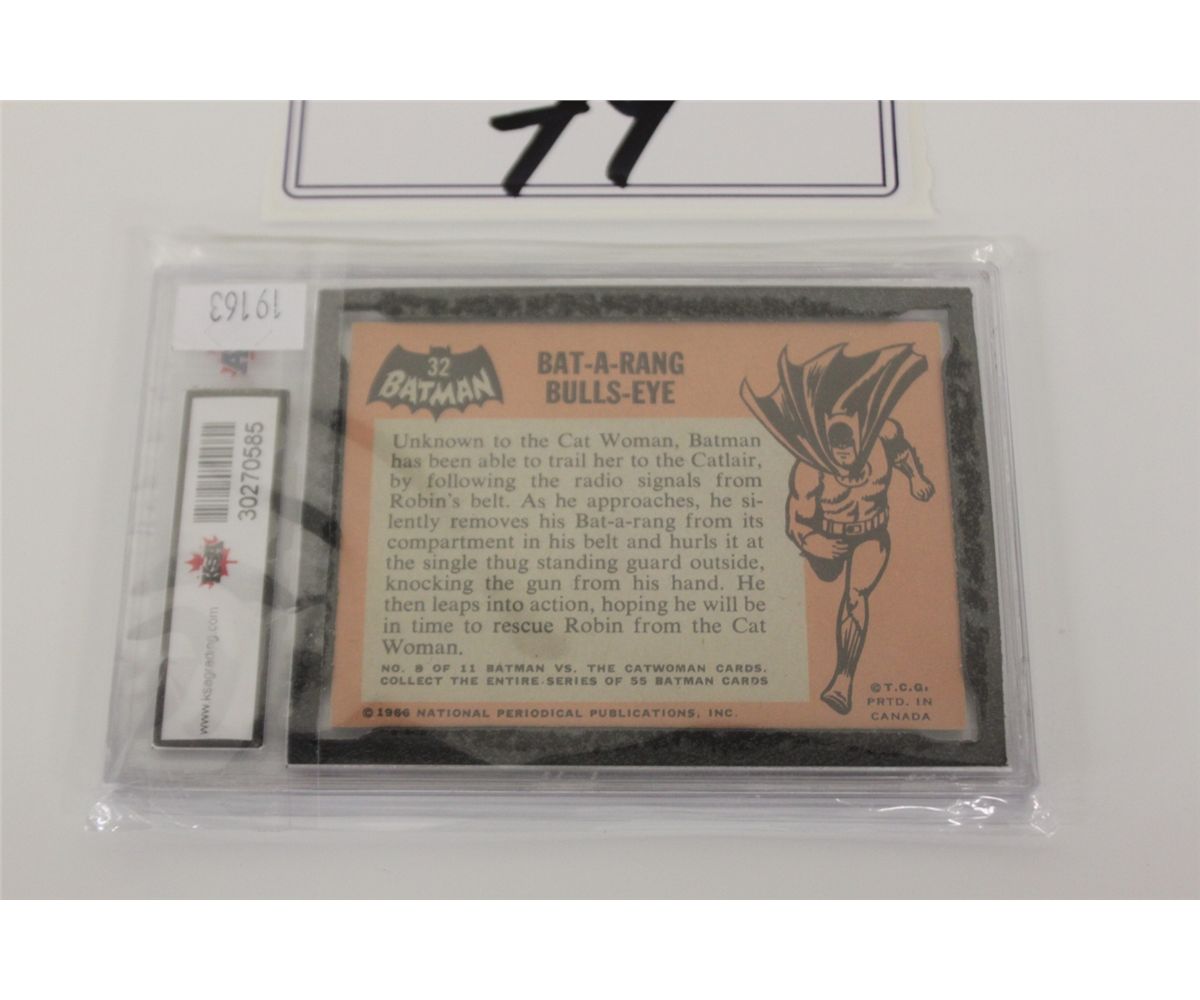 19163
KSA
30270585
www.ksagrading.com
32
BATMAN
BAT-A-RANG
BULLS-EYE
Unknown to the Cat Woman, Batman
has been able to trail her to the Catlair,
by following the radio signals from
Robin's belt. As he approaches, he si-
lently removes his Bat-a-rang from its
compartment in his belt and hurls it at
the single thug standing guard outside,
knocking the gun from his hand. He
then leaps into action, hoping he will be
in time to rescue Robin from the Cat
Woman.
NO. 8 OF 11 BATMAN VS. THE CATWOMAN CARDS.
COLLECT THE ENTIRE SERIES OF 55 BATMAN CARDS
© 1966 NATIONAL PERIODICAL PUBLICATIONS, INC.
© T.C.G.
PRTD. IN
CANADA